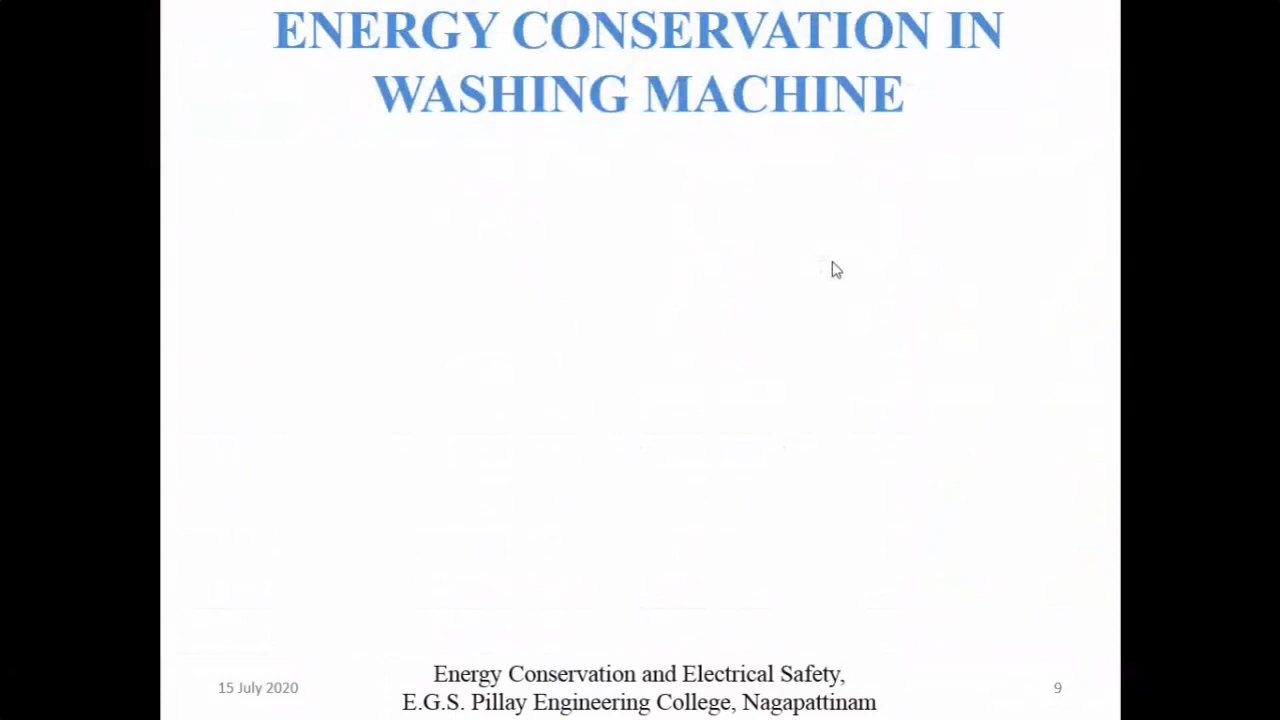 ENERGY CONSERVATION IN
WASHING MACHINE
15 July 2020
Energy Conservation and Electrical Safety,
E.G.S. Pillay Engineering College, Nagapattinam
9